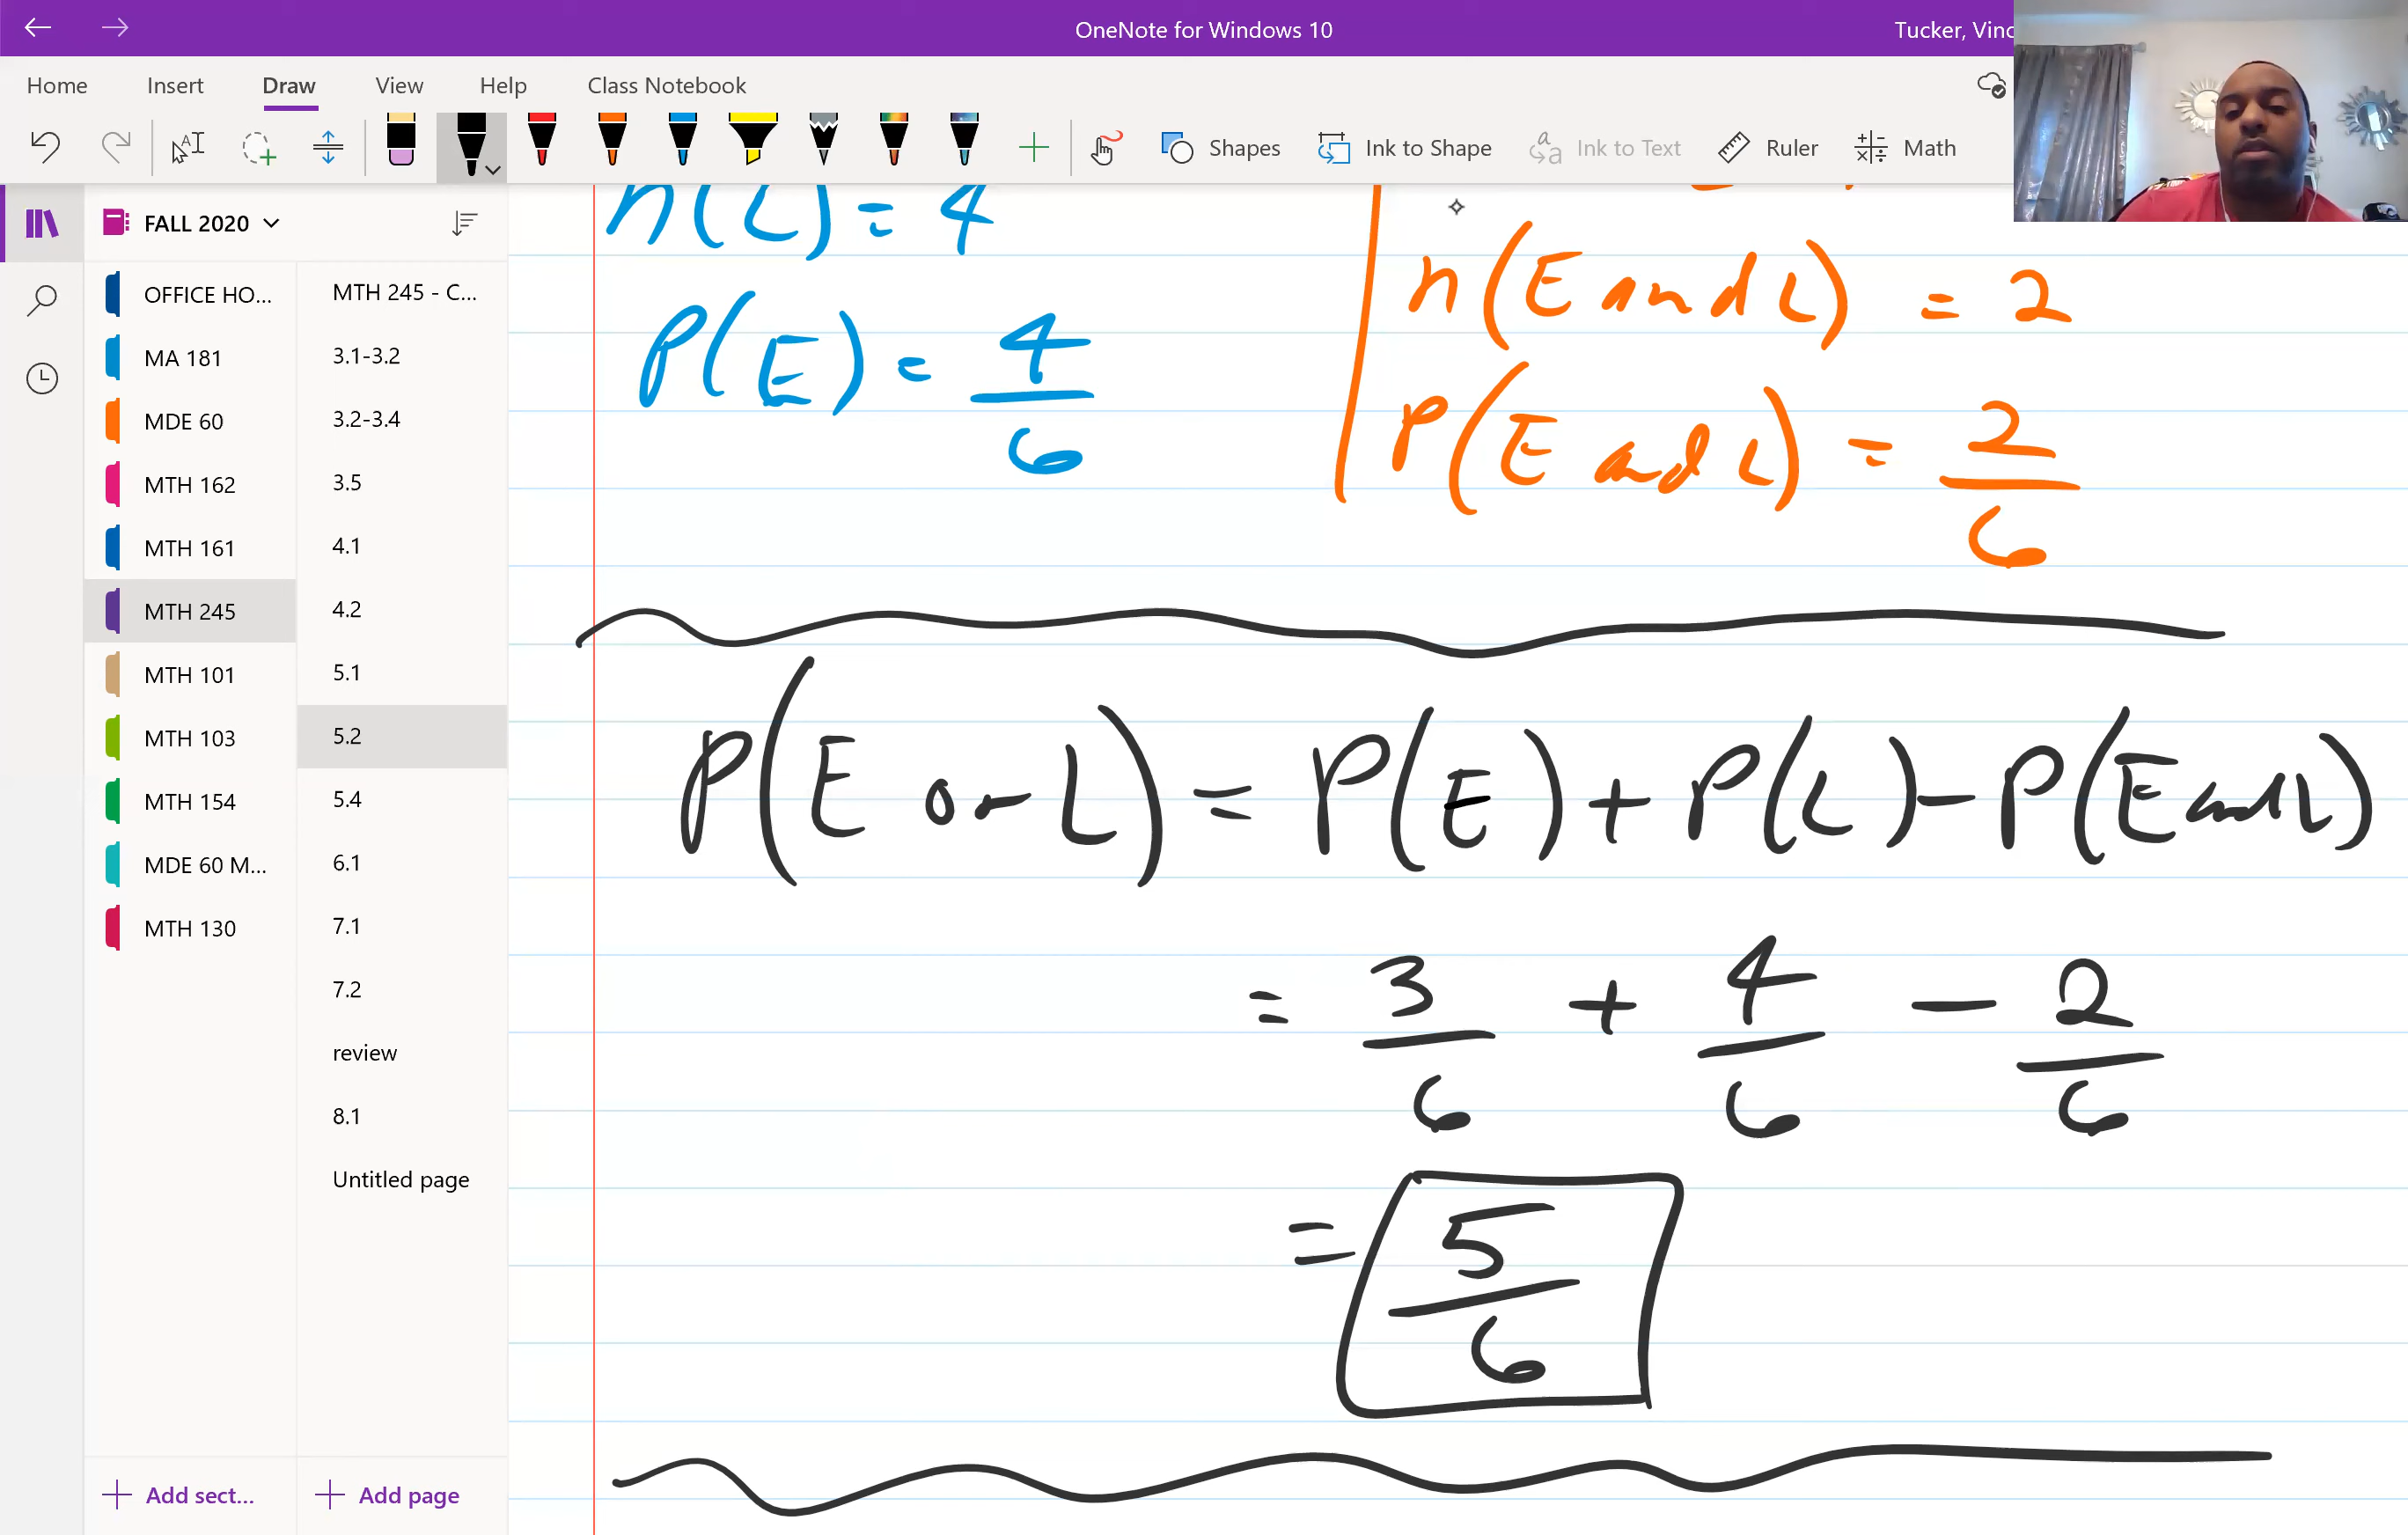 OneNote for Windows 10
Tucker, Vinc
Home Insert Draw View Help Class Notebook
Shapes Ink to Shape Ink to Text Ruler Math
FALL 2020
OFFICE HO...
MA 181
MDE 60
MTH 162
MTH 161
MTH 245
MTH 101
MTH 103
MTH 154
MDE 60 M...
MTH 130
Add sect...
MTH 245 - C...
3.1-3.2
3.2-3.4
3.5
4.1
4.2
5.1
5.2
5.4
6.1
7.1
7.2
review
8.1
Untitled page
Add page
n(L) = 4
P(E) = 4/6
n(E and L) = 2
P(E and L) = 2/6
P(E or L) = P(E) + P(L) - P(E and L)
= 3/6 + 4/6 - 2/6
= 5/6